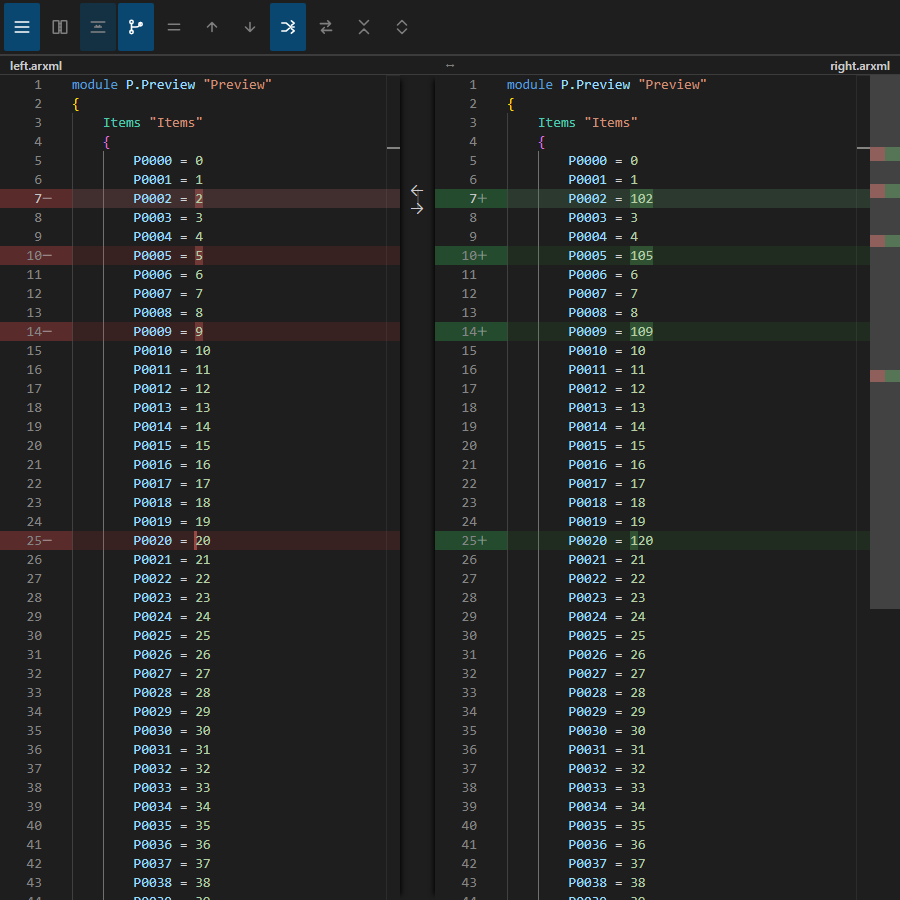 left.arxml ↔ right.arxml
1 module P.Preview "Preview"
2 {
3 Items "Items"
4 {
5 P0000 = 0
6 P0001 = 1
7− P0002 = 2
8 P0003 = 3
9 P0004 = 4
10− P0005 = 5
11 P0006 = 6
12 P0007 = 7
13 P0008 = 8
14− P0009 = 9
15 P0010 = 10
16 P0011 = 11
17 P0012 = 12
18 P0013 = 13
19 P0014 = 14
20 P0015 = 15
21 P0016 = 16
22 P0017 = 17
23 P0018 = 18
24 P0019 = 19
25− P0020 = 20
26 P0021 = 21
27 P0022 = 22
28 P0023 = 23
29 P0024 = 24
30 P0025 = 25
31 P0026 = 26
32 P0027 = 27
33 P0028 = 28
34 P0029 = 29
35 P0030 = 30
36 P0031 = 31
37 P0032 = 32
38 P0033 = 33
39 P0034 = 34
40 P0035 = 35
41 P0036 = 36
42 P0037 = 37
43 P0038 = 38
1 module P.Preview "Preview"
2 {
3 Items "Items"
4 {
5 P0000 = 0
6 P0001 = 1
7+ P0002 = 102
8 P0003 = 3
9 P0004 = 4
10+ P0005 = 105
11 P0006 = 6
12 P0007 = 7
13 P0008 = 8
14+ P0009 = 109
15 P0010 = 10
16 P0011 = 11
17 P0012 = 12
18 P0013 = 13
19 P0014 = 14
20 P0015 = 15
21 P0016 = 16
22 P0017 = 17
23 P0018 = 18
24 P0019 = 19
25+ P0020 = 120
26 P0021 = 21
27 P0022 = 22
28 P0023 = 23
29 P0024 = 24
30 P0025 = 25
31 P0026 = 26
32 P0027 = 27
33 P0028 = 28
34 P0029 = 29
35 P0030 = 30
36 P0031 = 31
37 P0032 = 32
38 P0033 = 33
39 P0034 = 34
40 P0035 = 35
41 P0036 = 36
42 P0037 = 37
43 P0038 = 38